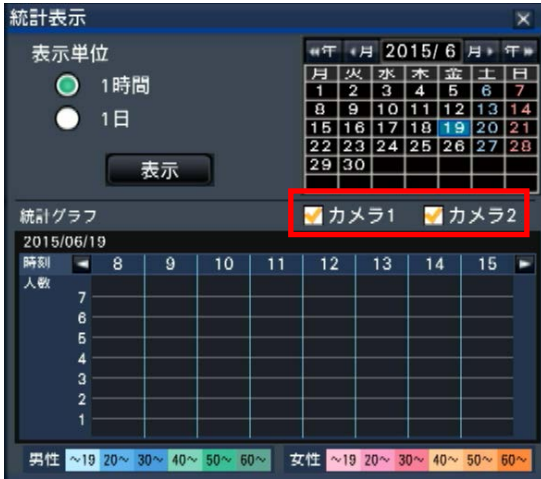 統計表示 ×
表示単位
1時間
1日
表示
年 月 2015/ 6 月 年
月 火 水 木 金 土 日
1 2 3 4 5 6 7
8 9 10 11 12 13 14
15 16 17 18 19 20 21
22 23 24 25 26 27 28
29 30
統計グラフ カメラ1 カメラ2
2015/06/19
時刻 8 9 10 11 12 13 14 15
人数
7
6
5
4
3
2
1
男性 ~19 20~ 30~ 40~ 50~ 60~ 女性 ~19 20~ 30~ 40~ 50~ 60~